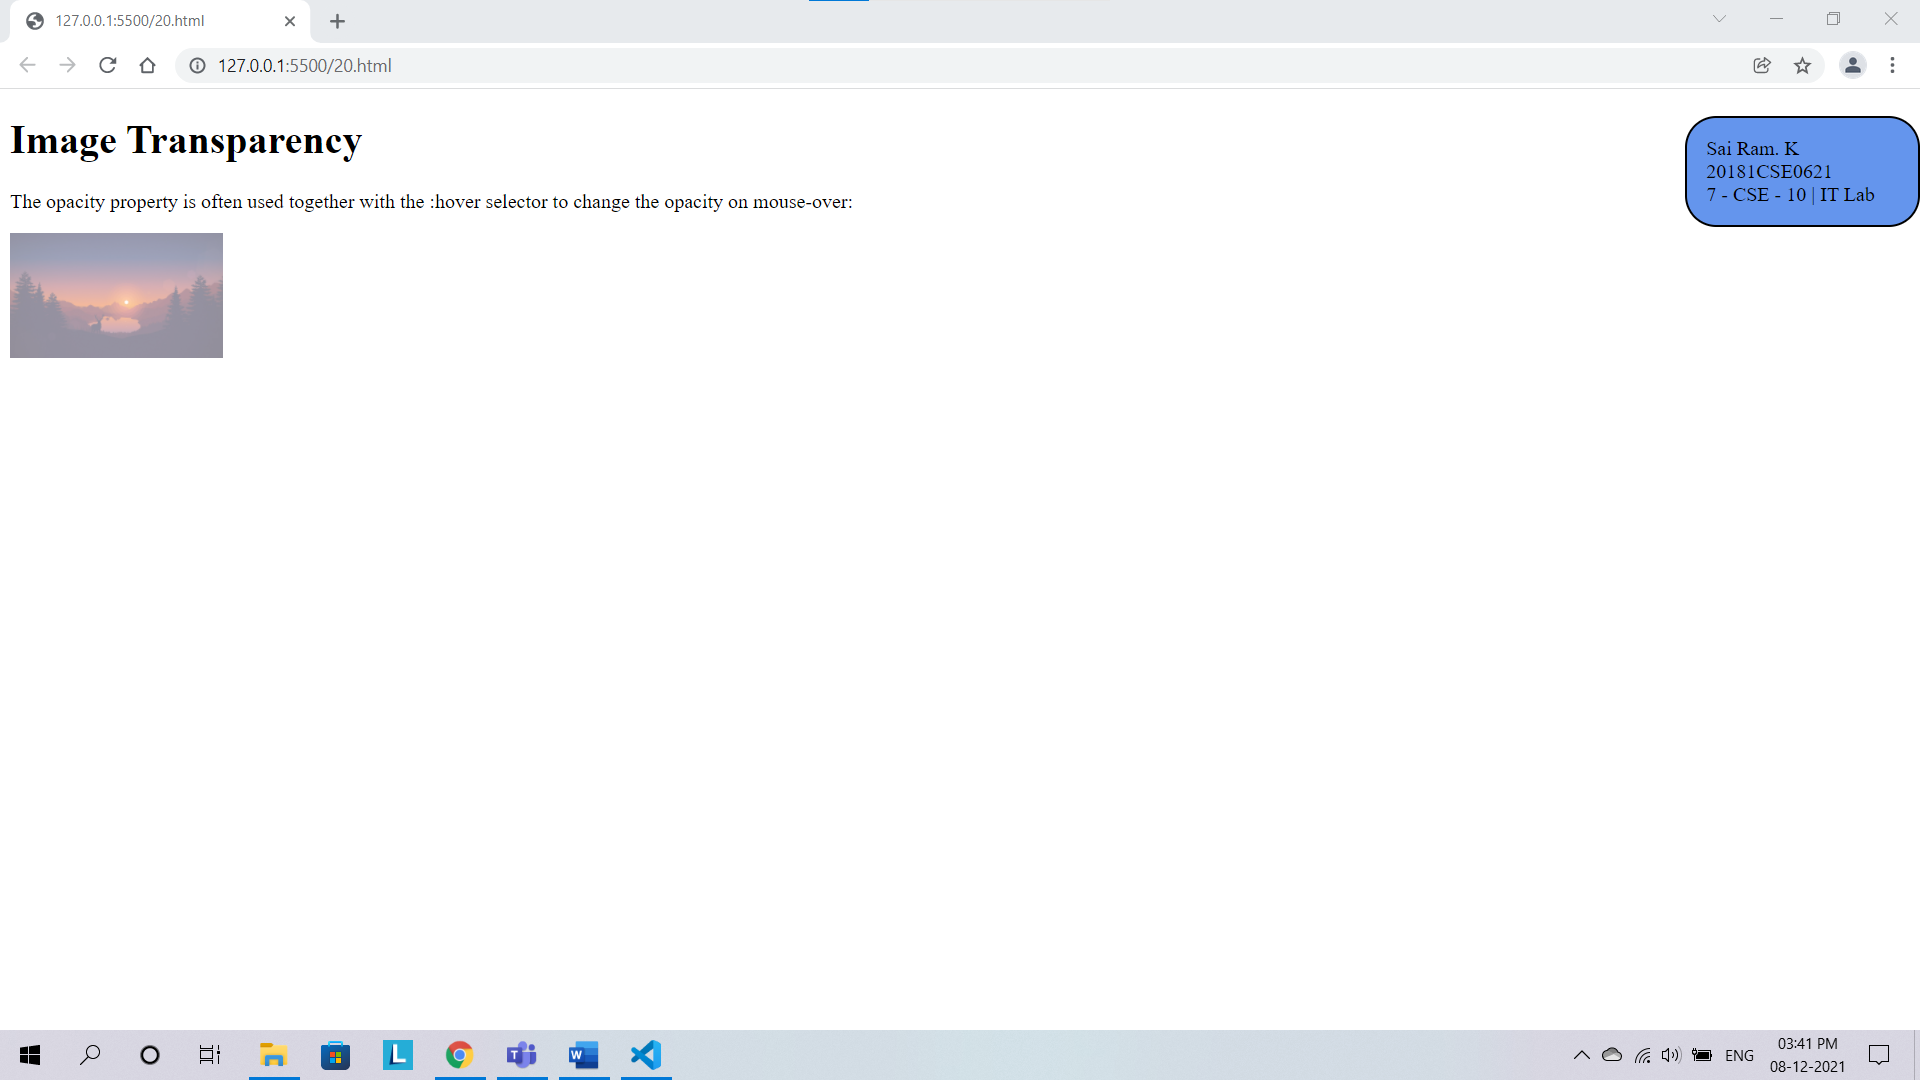 127.0.0.1:5500/20.html
127.0.0.1:5500/20.html
Image Transparency
The opacity property is often used together with the :hover selector to change the opacity on mouse-over:
Sai Ram. K
20181CSE0621
7 - CSE - 10 | IT Lab
L
T
W
ENG
03:41 PM
08-12-2021